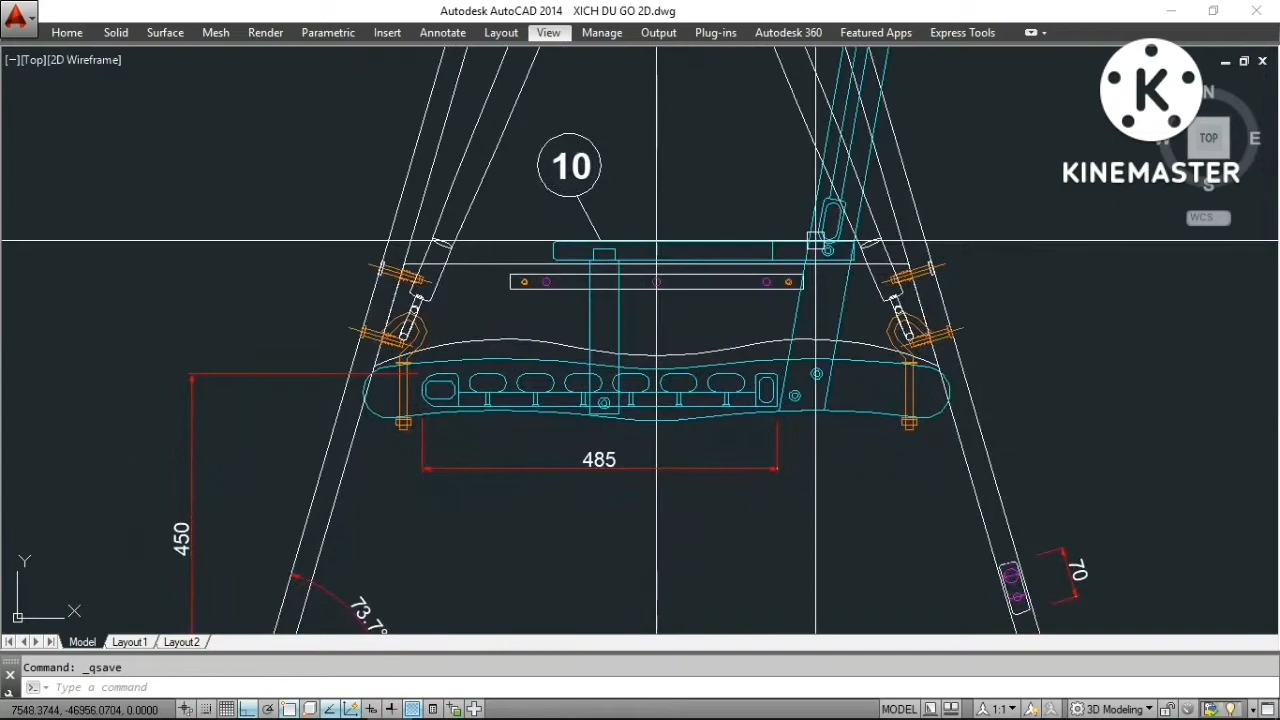 Autodesk AutoCAD 2014 XICH DU GO 2D.dwg
Home Solid Surface Mesh Render Parametric Insert Annotate Layout View Manage Output Plug-ins Autodesk 360 Featured Apps Express Tools
[−][Top][2D Wireframe]
K
KINEMASTER
N
W
TOP
E
S
WCS
10
485
450
73.7°
70
Y
X
Model Layout1 Layout2
Command: _qsave
Type a command
7548.3744, -46956.0704, 0.0000
MODEL
1:1
3D Modeling